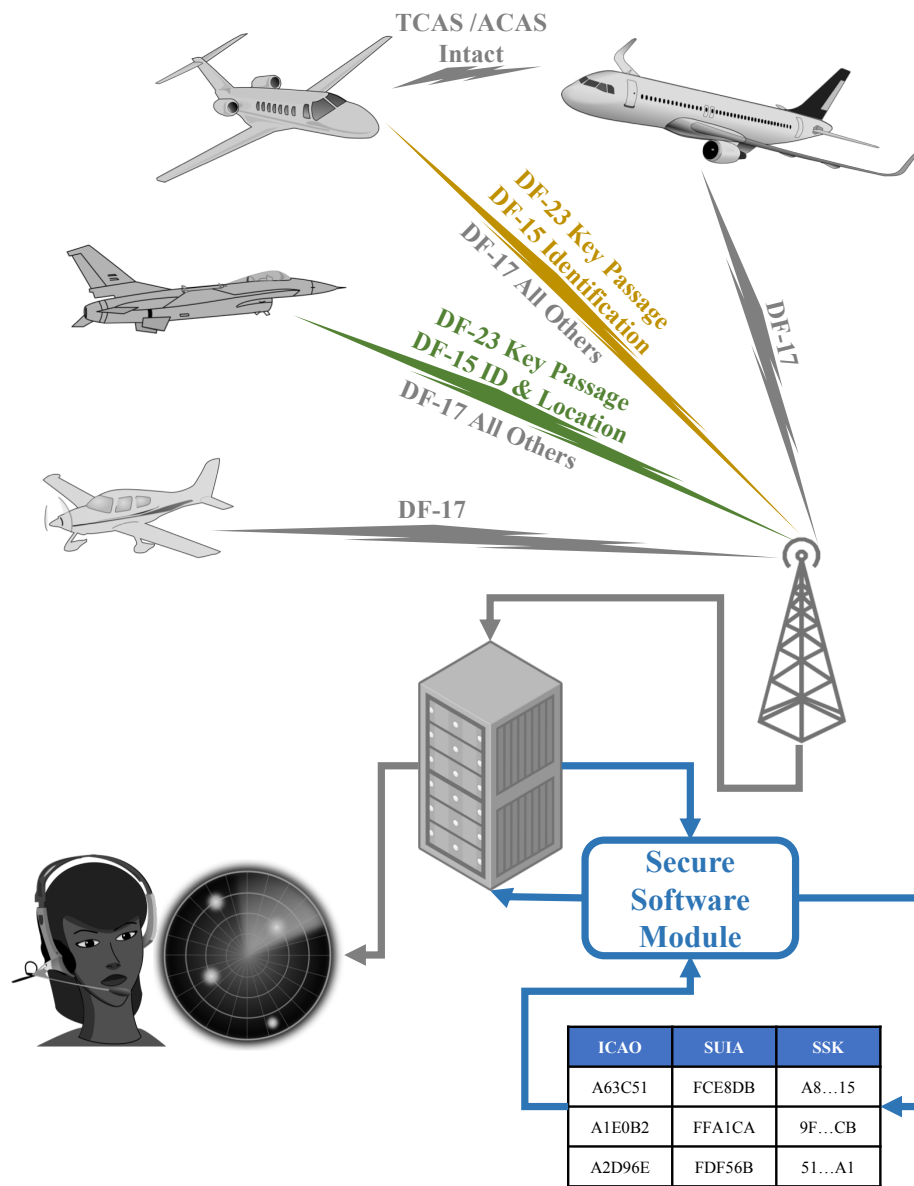 TCAS /ACAS
Intact
DF-23 Key Passage
DF-15 Identification
DF-17 All Others
DF-17
DF-23 Key Passage
DF-15 ID & Location
DF-17 All Others
DF-17
Secure
Software
Module
ICAO SUIA SSK
A63C51 FCE8DB A8…15
A1E0B2 FFA1CA 9F…CB
A2D96E FDF56B 51…A1